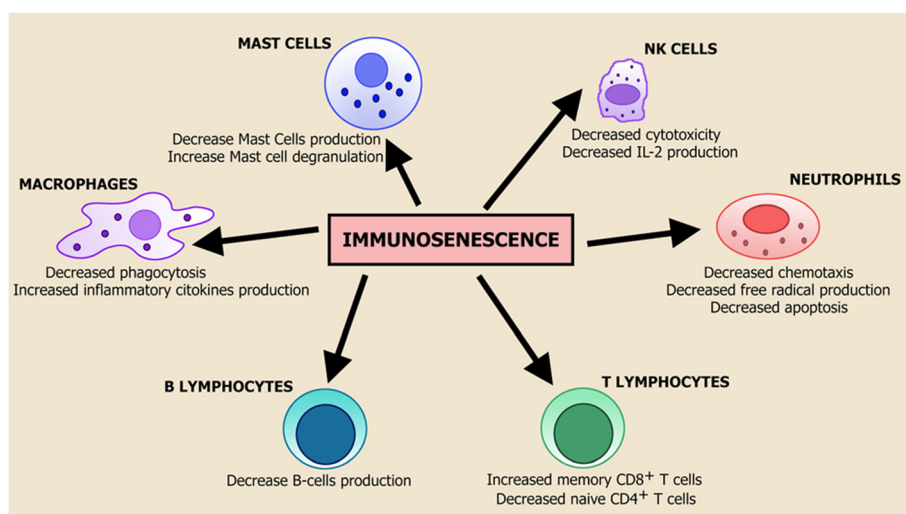 MAST CELLS
Decrease Mast Cells production
Increase Mast cell degranulation
NK CELLS
Decreased cytotoxicity
Decreased IL-2 production
MACROPHAGES
Decreased phagocytosis
Increased inflammatory citokines production
IMMUNOSENESCENCE
NEUTROPHILS
Decreased chemotaxis
Decreased free radical production
Decreased apoptosis
B LYMPHOCYTES
Decrease B-cells production
T LYMPHOCYTES
Increased memory CD8+ T cells
Decreased naive CD4+ T cells